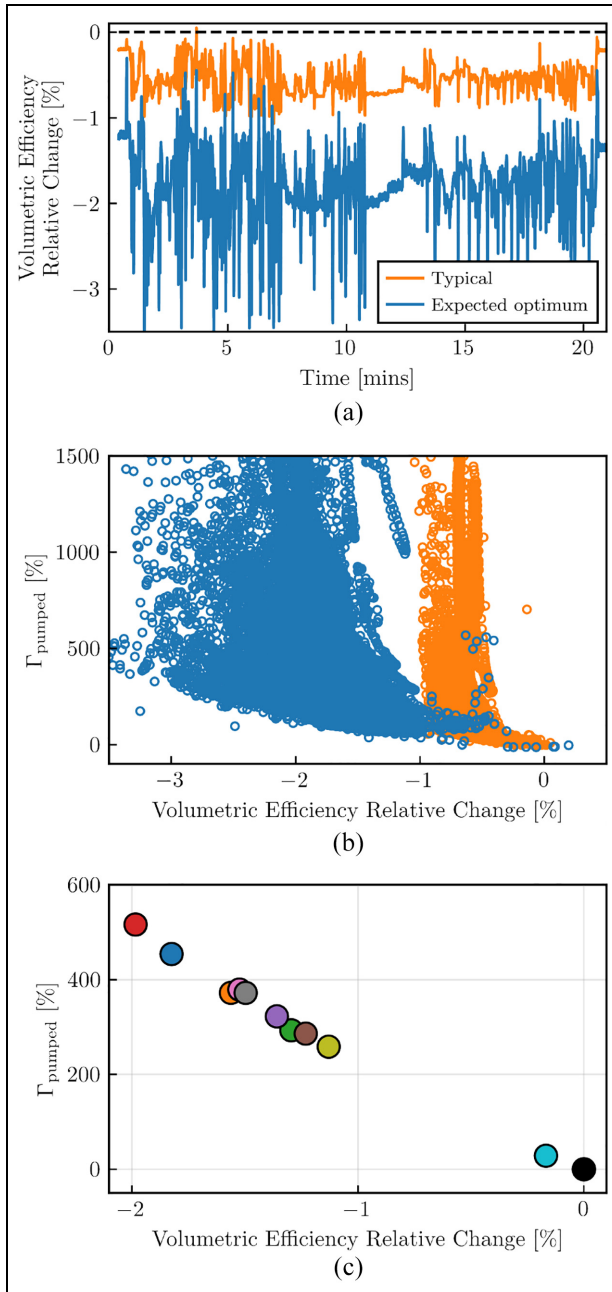 0
−1
−2
−3
Volumetric Efficiency
Relative Change [%]
Typical
Expected optimum
0 5 10 15 20
Time [mins]
(a)
1500
1000
500
0
Γpumped [%]
−3 −2 −1 0
Volumetric Efficiency Relative Change [%]
(b)
600
400
200
0
Γpumped [%]
−2 −1 0
Volumetric Efficiency Relative Change [%]
(c)